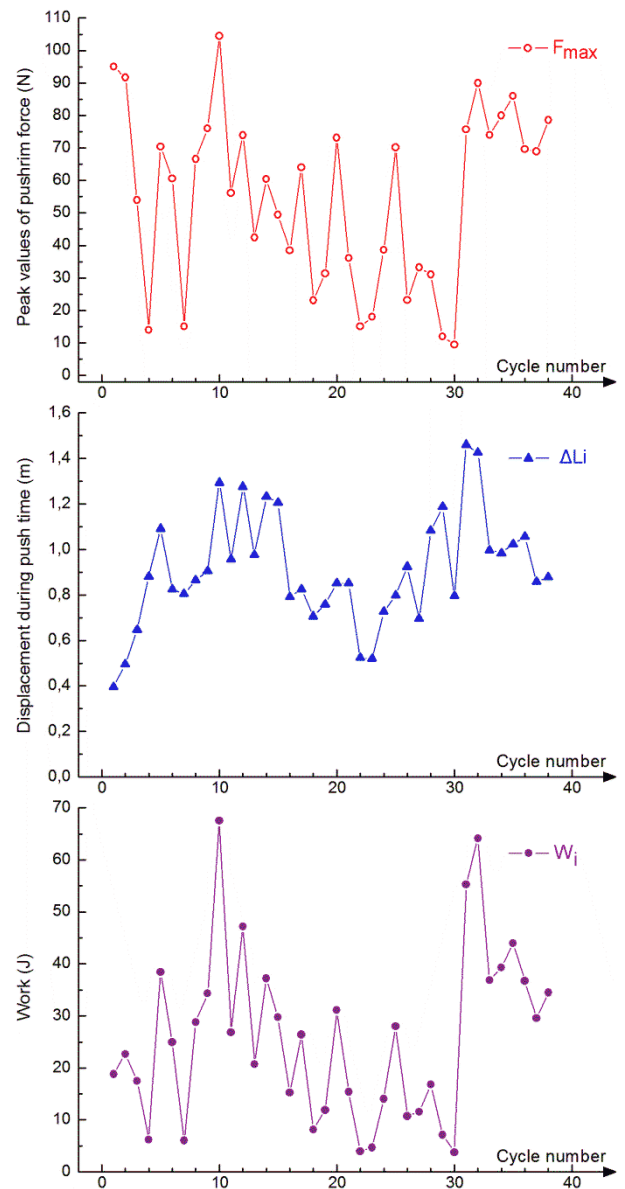 Peak values of pushrim force (N)
110
100
90
80
70
60
50
40
30
20
10
0
Fmax
Cycle number
0 10 20 30 40
Displacement during push time (m)
1,6
1,4
1,2
1,0
0,8
0,6
0,4
0,2
0,0
ΔLi
Cycle number
0 10 20 30 40
Work (J)
70
60
50
40
30
20
10
0
Wi
Cycle number
0 10 20 30 40